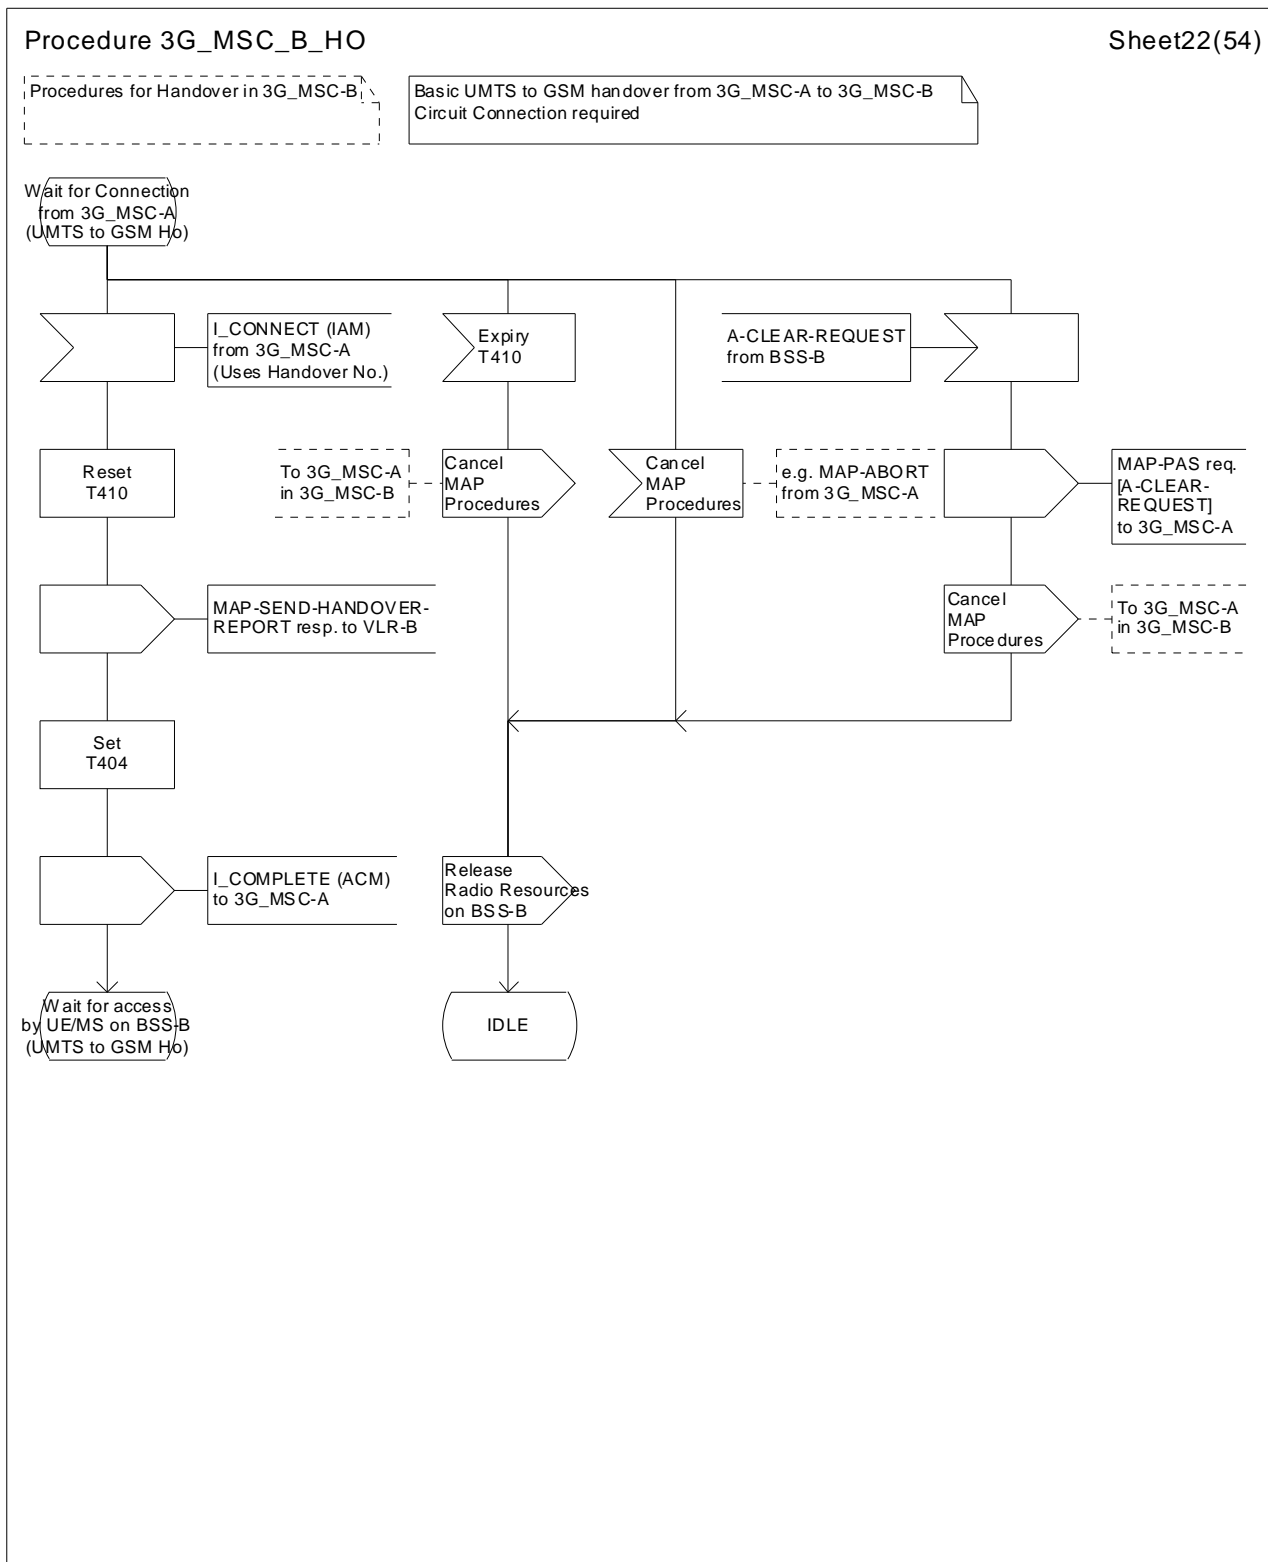 Procedure 3G_MSC_B_HO
Sheet22(54)
Procedures for Handover in 3G_MSC-B
Basic UMTS to GSM handover from 3G_MSC-A to 3G_MSC-B
Circuit Connection required
Wait for Connection
from 3G_MSC-A
(UMTS to GSM Ho)
I_CONNECT (IAM)
from 3G_MSC-A
(Uses Handover No.)
Expiry
T410
A-CLEAR-REQUEST
from BSS-B
Reset
T410
To 3G_MSC-A
in 3G_MSC-B
Cancel
MAP
Procedures
Cancel
MAP
Procedures
e.g. MAP-ABORT
from 3G_MSC-A
MAP-PAS req.
[A-CLEAR-
REQUEST]
to 3G_MSC-A
MAP-SEND-HANDOVER-
REPORT resp. to VLR-B
Cancel
MAP
Procedures
To 3G_MSC-A
in 3G_MSC-B
Set
T404
I_COMPLETE (ACM)
to 3G_MSC-A
Release
Radio Resources
on BSS-B
Wait for access
by UE/MS on BSS-B
(UMTS to GSM Ho)
IDLE